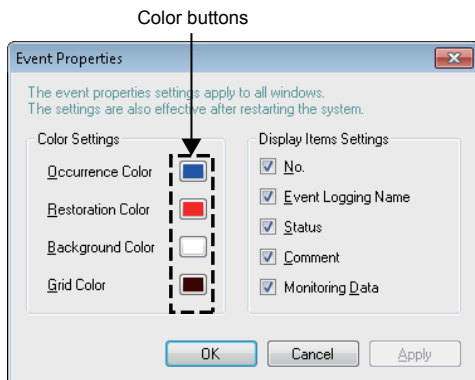 Color buttons
Event Properties
The event properties settings apply to all windows.
The settings are also effective after restarting the system.
Color Settings
Occurrence Color
Restoration Color
Background Color
Grid Color
Display Items Settings
No.
Event Logging Name
Status
Comment
Monitoring Data
OK
Cancel
Apply